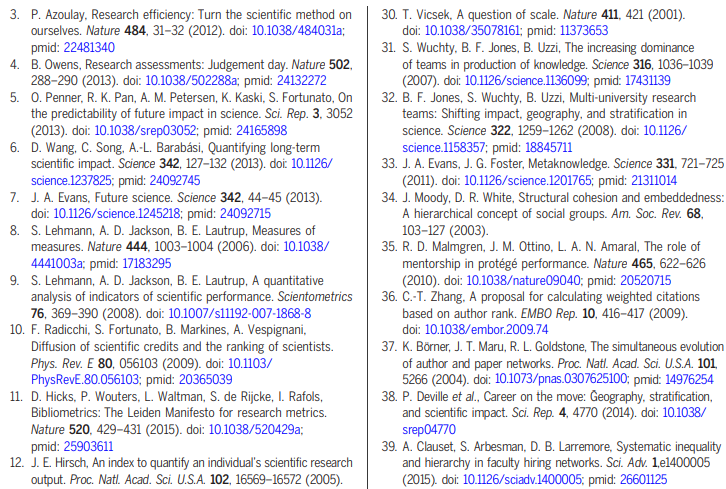 3. P. Azoulay, Research efficiency: Turn the scientific method on
ourselves. Nature 484, 31–32 (2012). doi: 10.1038/484031a;
pmid: 22481340
4. B. Owens, Research assessments: Judgement day. Nature 502,
288–290 (2013). doi: 10.1038/502288a; pmid: 24132272
5. O. Penner, R. K. Pan, A. M. Petersen, K. Kaski, S. Fortunato, On
the predictability of future impact in science. Sci. Rep. 3, 3052
(2013). doi: 10.1038/srep03052; pmid: 24165898
6. D. Wang, C. Song, A.-L. Barabási, Quantifying long-term
scientific impact. Science 342, 127–132 (2013). doi: 10.1126/
science.1237825; pmid: 24092745
7. J. A. Evans, Future science. Science 342, 44–45 (2013).
doi: 10.1126/science.1245218; pmid: 24092715
8. S. Lehmann, A. D. Jackson, B. E. Lautrup, Measures of
measures. Nature 444, 1003–1004 (2006). doi: 10.1038/
4441003a; pmid: 17183295
9. S. Lehmann, A. D. Jackson, B. E. Lautrup, A quantitative
analysis of indicators of scientific performance. Scientometrics
76, 369–390 (2008). doi: 10.1007/s11192-007-1868-8
10. F. Radicchi, S. Fortunato, B. Markines, A. Vespignani,
Diffusion of scientific credits and the ranking of scientists.
Phys. Rev. E 80, 056103 (2009). doi: 10.1103/
PhysRevE.80.056103; pmid: 20365039
11. D. Hicks, P. Wouters, L. Waltman, S. de Rijcke, I. Rafols,
Bibliometrics: The Leiden Manifesto for research metrics.
Nature 520, 429–431 (2015). doi: 10.1038/520429a;
pmid: 25903611
12. J. E. Hirsch, An index to quantify an individual's scientific research
output. Proc. Natl. Acad. Sci. U.S.A. 102, 16569–16572 (2005).
30. T. Vicsek, A question of scale. Nature 411, 421 (2001).
doi: 10.1038/35078161; pmid: 11373653
31. S. Wuchty, B. F. Jones, B. Uzzi, The increasing dominance
of teams in production of knowledge. Science 316, 1036–1039
(2007). doi: 10.1126/science.1136099; pmid: 17431139
32. B. F. Jones, S. Wuchty, B. Uzzi, Multi-university research
teams: Shifting impact, geography, and stratification in
science. Science 322, 1259–1262 (2008). doi: 10.1126/
science.1158357; pmid: 18845711
33. J. A. Evans, J. G. Foster, Metaknowledge. Science 331, 721–725
(2011). doi: 10.1126/science.1201765; pmid: 21311014
34. J. Moody, D. R. White, Structural cohesion and embeddedness:
A hierarchical concept of social groups. Am. Soc. Rev. 68,
103–127 (2003).
35. R. D. Malmgren, J. M. Ottino, L. A. N. Amaral, The role of
mentorship in protégé performance. Nature 465, 622–626
(2010). doi: 10.1038/nature09040; pmid: 20520715
36. C.-T. Zhang, A proposal for calculating weighted citations
based on author rank. EMBO Rep. 10, 416–417 (2009).
doi: 10.1038/embor.2009.74
37. K. Börner, J. T. Maru, R. L. Goldstone, The simultaneous evolution
of author and paper networks. Proc. Natl. Acad. Sci. U.S.A. 101,
5266 (2004). doi: 10.1073/pnas.0307625100; pmid: 14976254
38. P. Deville et al., Career on the move: Geography, stratification,
and scientific impact. Sci. Rep. 4, 4770 (2014). doi: 10.1038/
srep04770
39. A. Clauset, S. Arbesman, D. B. Larremore, Systematic inequality
and hierarchy in faculty hiring networks. Sci. Adv. 1,e1400005
(2015). doi: 10.1126/sciadv.1400005; pmid: 26601125